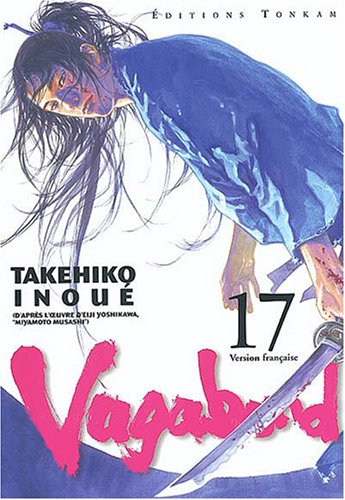 ÉDITIONS TONKAM
TAKEHIKO
INOUÉ
(D'APRÈS L'ŒUVRE D'EIJI YOSHIKAWA,
"MIYAMOTO MUSASHI")
17
Version française
Vagabond